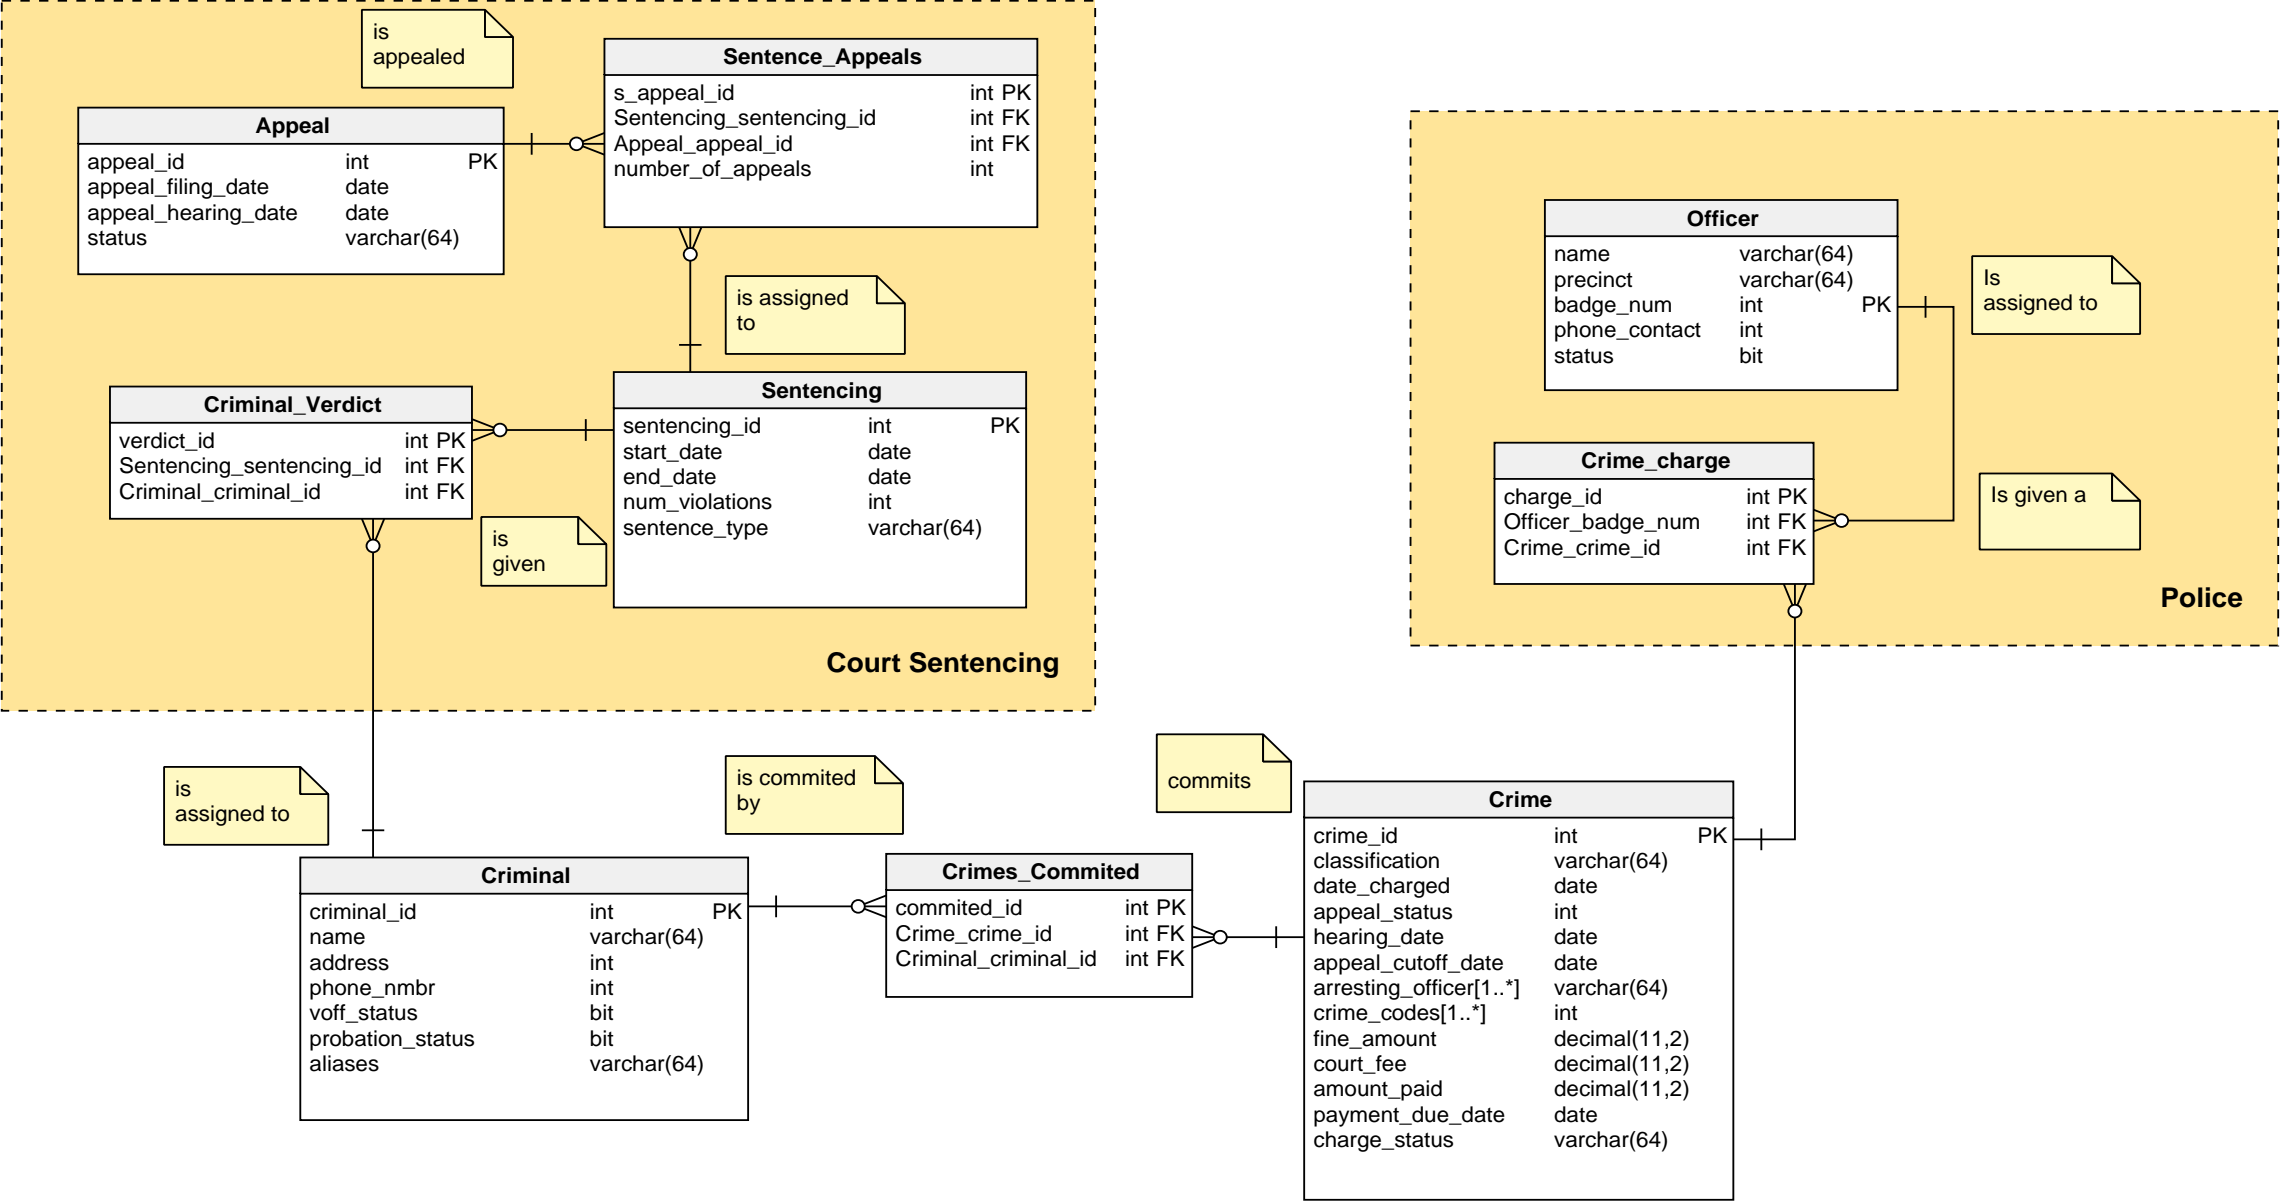 is
appealed
Sentence_Appeals
s_appeal_id int PK
Sentencing_sentencing_id int FK
Appeal_appeal_id int FK
number_of_appeals int
Appeal
appeal_id int PK
appeal_filing_date date
appeal_hearing_date date
status varchar(64)
is assigned
to
Criminal_Verdict
verdict_id int PK
Sentencing_sentencing_id int FK
Criminal_criminal_id int FK
Sentencing
sentencing_id int PK
start_date date
end_date date
num_violations int
sentence_type varchar(64)
is
given
Court Sentencing
Officer
name varchar(64)
precinct varchar(64)
badge_num int PK
phone_contact int
status bit
Is
assigned to
Crime_charge
charge_id int PK
Officer_badge_num int FK
Crime_crime_id int FK
Is given a
Police
is
assigned to
is commited
by
commits
Criminal
criminal_id int PK
name varchar(64)
address int
phone_nmbr int
voff_status bit
probation_status bit
aliases varchar(64)
Crimes_Commited
commited_id int PK
Crime_crime_id int FK
Criminal_criminal_id int FK
Crime
crime_id int PK
classification varchar(64)
date_charged date
appeal_status int
hearing_date date
appeal_cutoff_date date
arresting_officer[1..*] varchar(64)
crime_codes[1..*] int
fine_amount decimal(11,2)
court_fee decimal(11,2)
amount_paid decimal(11,2)
payment_due_date date
charge_status varchar(64)